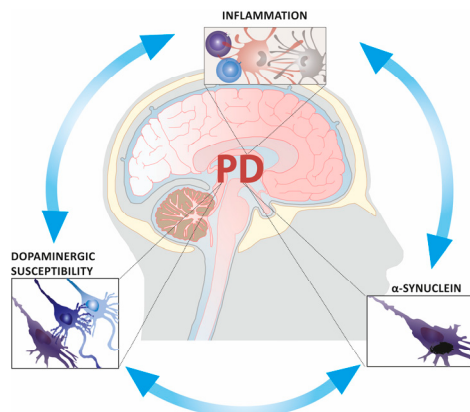 INFLAMMATION
PD
DOPAMINERGIC
SUSCEPTIBILITY
α-SYNUCLEIN